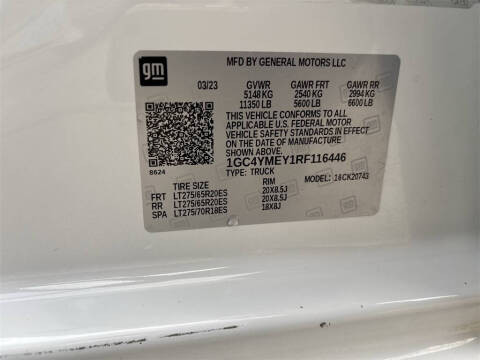 gm
MFD BY GENERAL MOTORS LLC
03/23 GVWR GAWR FRT GAWR RR
5148 KG 2540 KG 2994 KG
11350 LB 5600 LB 6600 LB
THIS VEHICLE CONFORMS TO ALL
APPLICABLE U.S. FEDERAL MOTOR
VEHICLE SAFETY STANDARDS IN
EFFECT ON THE DATE OF MANUFACTURE
SHOWN ABOVE.
1GC4YMEY1RF116446
8624
TYPE: TRUCK MODEL: 16CK20743
TIRE SIZE RIM
FRT LT275/65R20ES 20X8.5J
RR LT275/65R20ES 20X8.5J
SPA LT275/70R18ES 18X8J